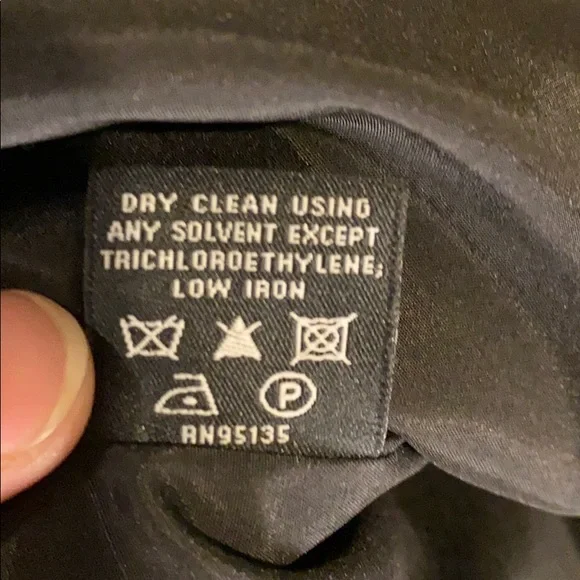 DRY CLEAN USING
ANY SOLVENT EXCEPT
TRICHLOROETHYLENE;
LOW IRON
P
RN95135